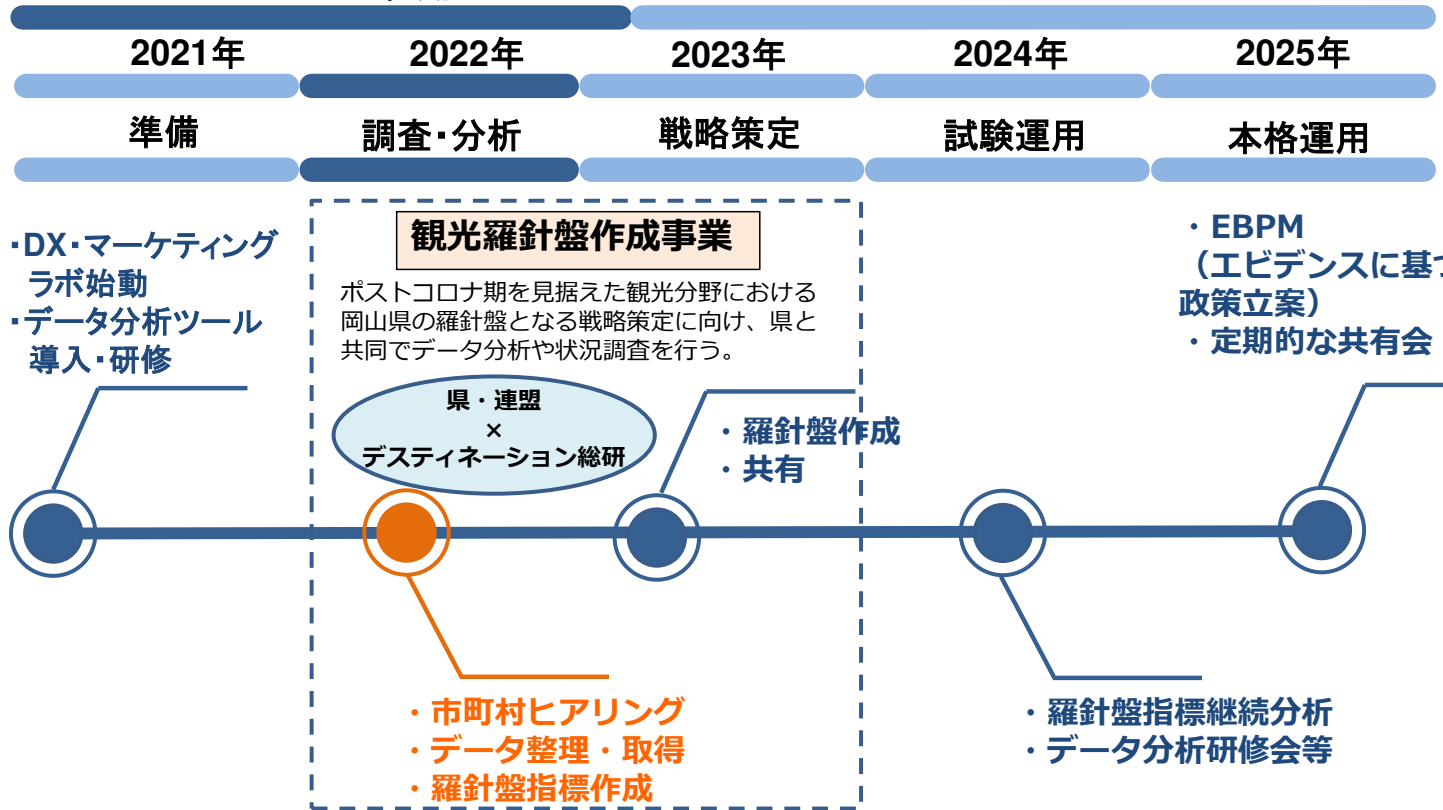 2021年
2022年
2023年
2024年
2025年
準備
調査・分析
戦略策定
試験運用
本格運用
・DX・マーケティング
ラボ始動
・データ分析ツール
導入・研修
観光羅針盤作成事業
ポストコロナ期を見据えた観光分野における
岡山県の羅針盤となる戦略策定に向け、県と
共同でデータ分析や状況調査を行う。
県・連盟
×
デスティネーション総研
・羅針盤作成
・共有
・EBPM
（エビデンスに基づ
政策立案）
・定期的な共有会
・市町村ヒアリング
・データ整理・取得
・羅針盤指標作成
・羅針盤指標継続分析
・データ分析研修会等